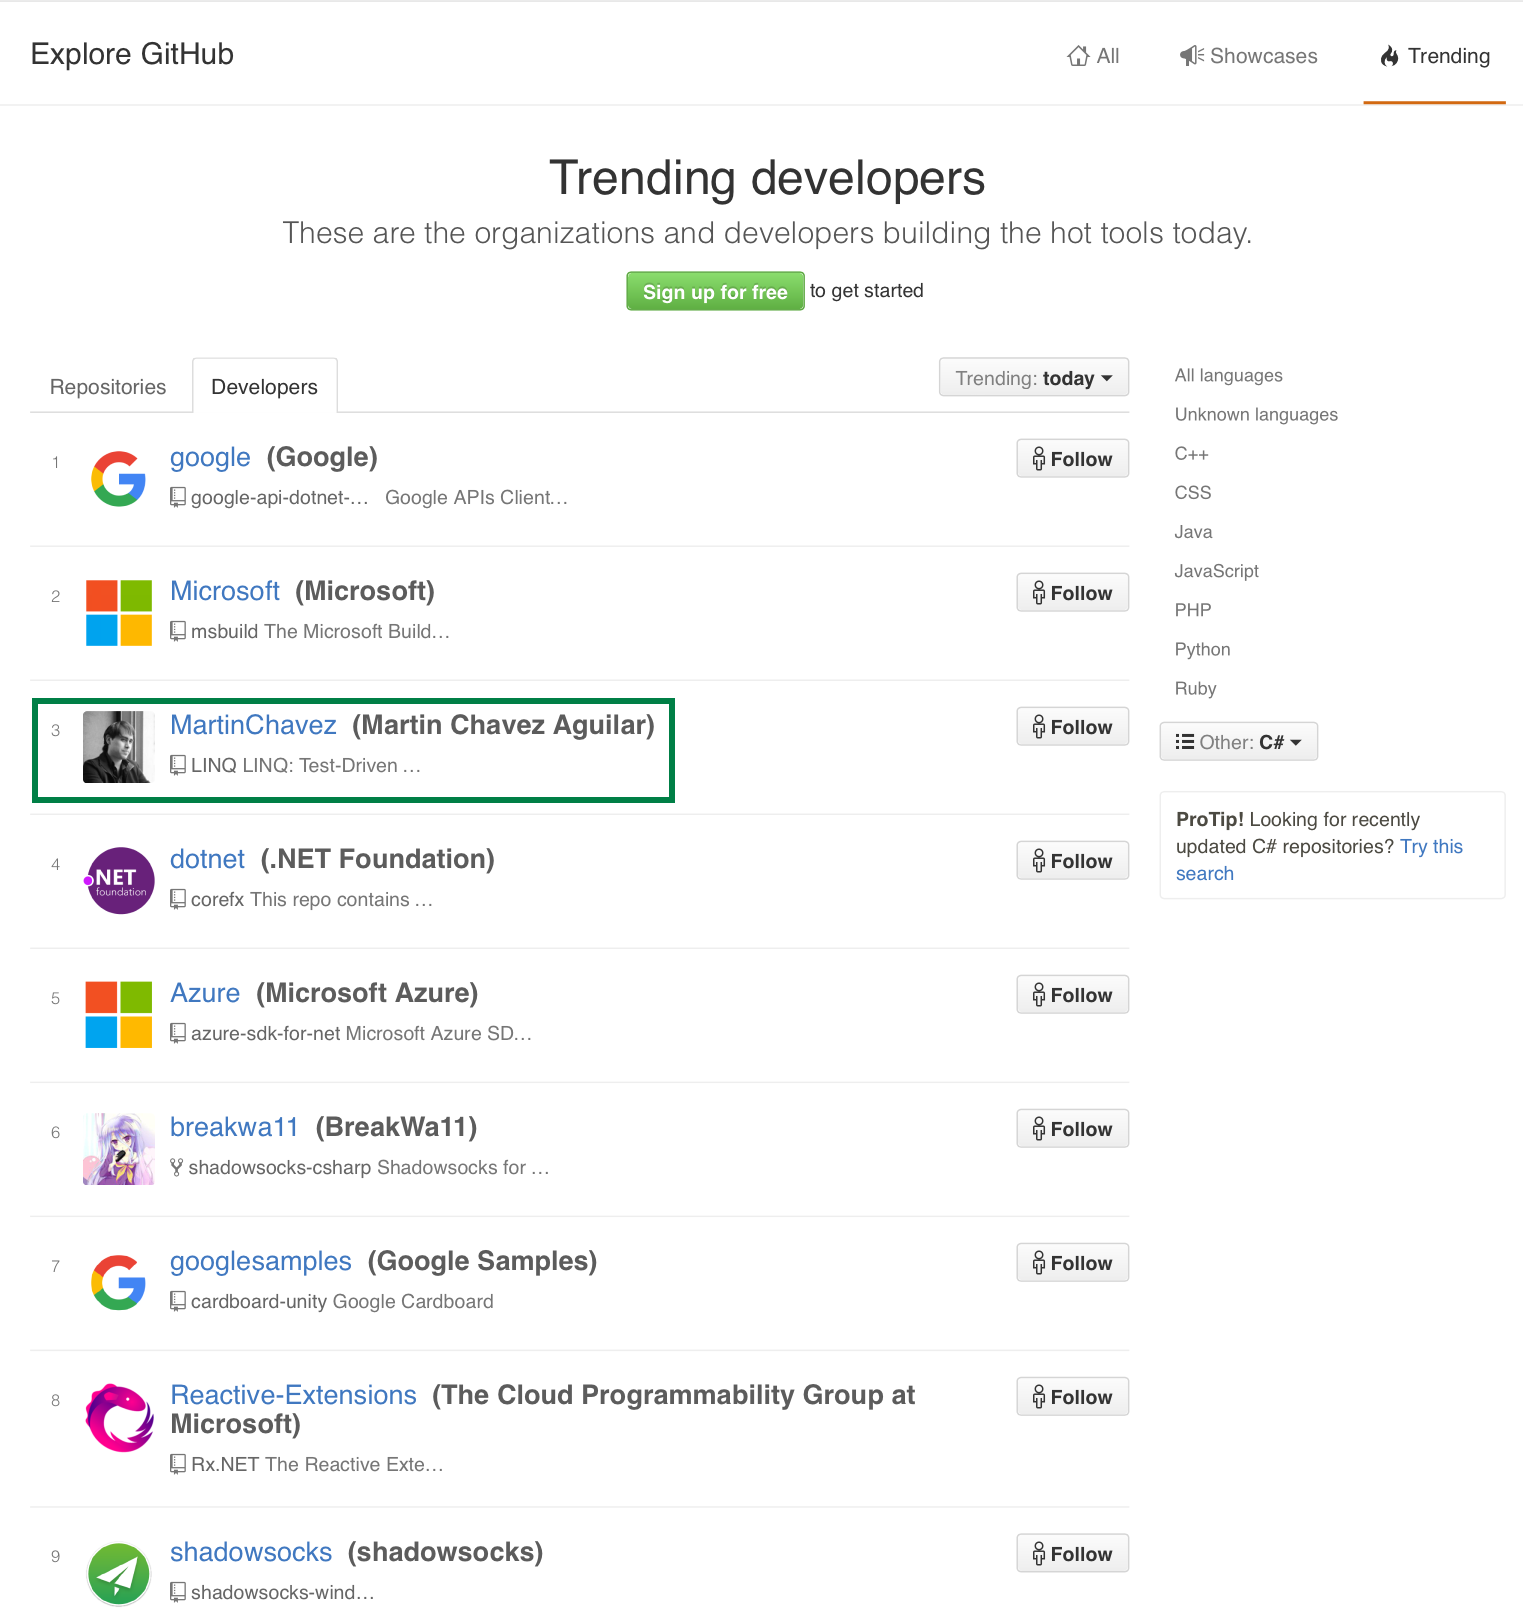 Explore GitHub
All
Showcases
Trending
Trending developers
These are the organizations and developers building the hot tools today.
Sign up for free to get started
Repositories
Developers
Trending: today
1
google (Google)
google-api-dotnet-… Google APIs Client…
Follow
2
Microsoft (Microsoft)
msbuild The Microsoft Build…
Follow
3
MartinChavez (Martin Chavez Aguilar)
LINQ LINQ: Test-Driven …
Follow
4
.NET
foundation
dotnet (.NET Foundation)
corefx This repo contains …
Follow
5
Azure (Microsoft Azure)
azure-sdk-for-net Microsoft Azure SD…
Follow
6
breakwa11 (BreakWa11)
shadowsocks-csharp Shadowsocks for …
Follow
7
googlesamples (Google Samples)
cardboard-unity Google Cardboard
Follow
8
Reactive-Extensions (The Cloud Programmability Group at
Microsoft)
Rx.NET The Reactive Exte…
Follow
9
shadowsocks (shadowsocks)
shadowsocks-wind…
Follow
All languages
Unknown languages
C++
CSS
Java
JavaScript
PHP
Python
Ruby
Other: C#
ProTip! Looking for recently
updated C# repositories? Try this
search